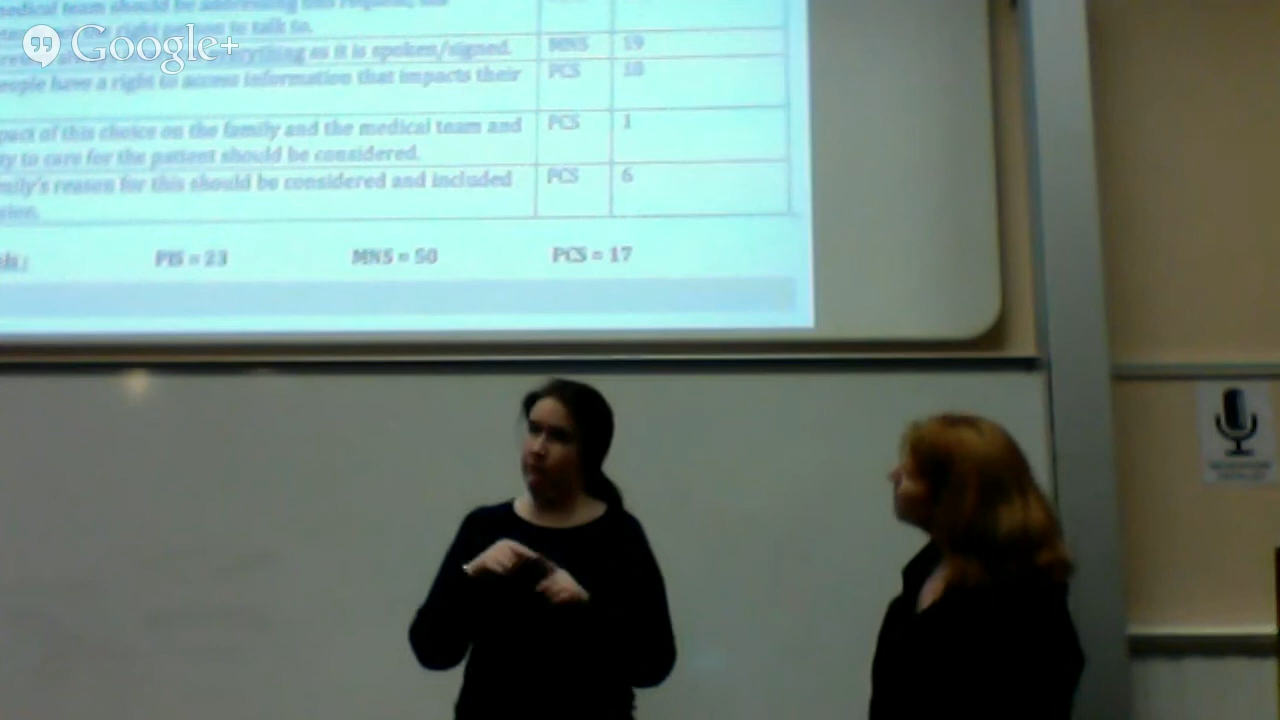 medical team should be addressing this request, the
right person to talk to.
Google+
everything as it is spoken/signed. MNS 19
people have a right to access information that impacts their PCS 18
impact of this choice on the family and the medical team and PCS 1
to care for the patient should be considered.
family's reason for this should be considered and included PCS 6
PIS = 23 MNS = 50 PCS = 17